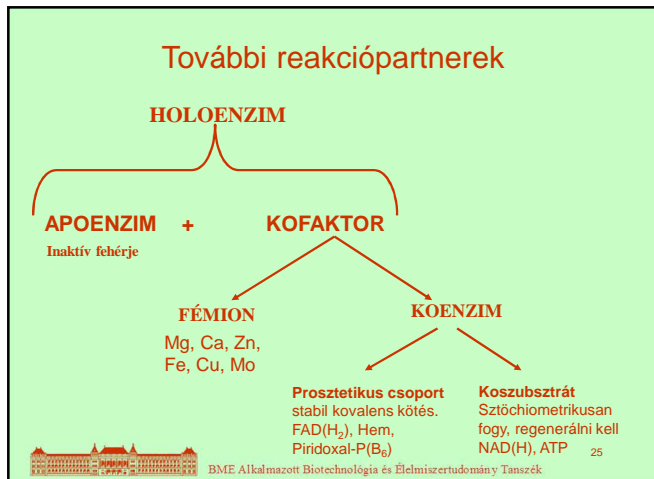 További reakciópartnerek
HOLOENZIM
APOENZIM + KOFAKTOR
Inaktív fehérje
FÉMION
Mg, Ca, Zn,
Fe, Cu, Mo
KOENZIM
Prosztetikus csoport
stabil kovalens kötés.
FAD(H₂), Hem,
Piridoxal-P(B₆)
Koszubsztrát
Sztöchiometrikusan
fogy, regenerálni kell
NAD(H), ATP
25
BME Alkalmazott Biotechnológia és Élelmiszertudomány Tanszék